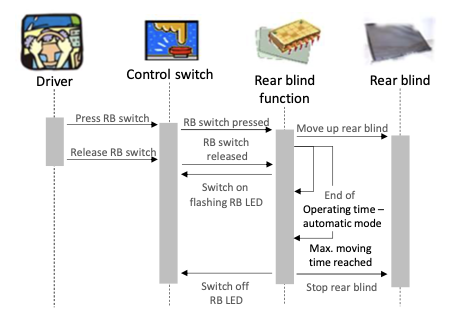 Driver
Control switch
Rear blind
function
Rear blind
Press RB switch
RB switch pressed
Move up rear blind
Release RB switch
RB switch
released
Switch on
flashing RB LED
End of
Operating time –
automatic mode
Max. moving
time reached
Switch off
RB LED
Stop rear blind